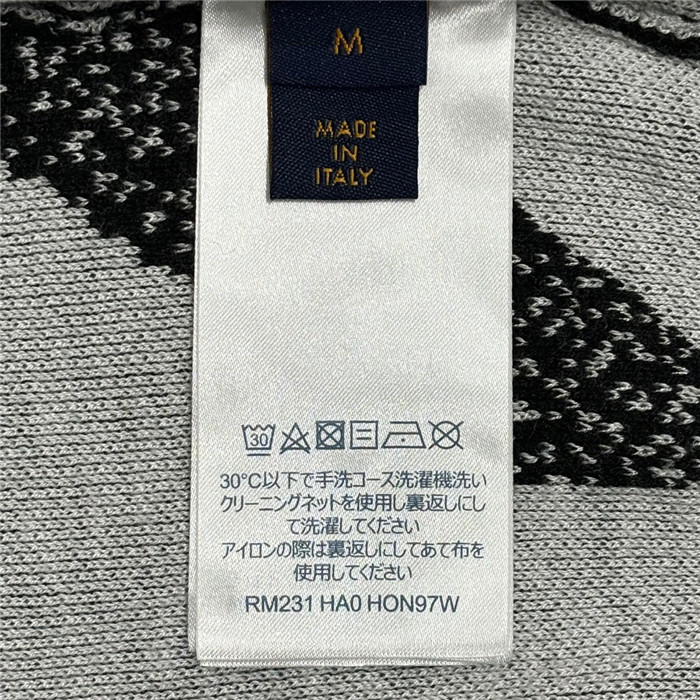 M
MADE
IN
ITALY
30
30°C以下で手洗コース洗濯機洗い
クリーニングネットを使用し裏返しにし
て洗濯してください
アイロンの際は裏返しにしてあて布を
使用してください
RM231 HA0 HON97W